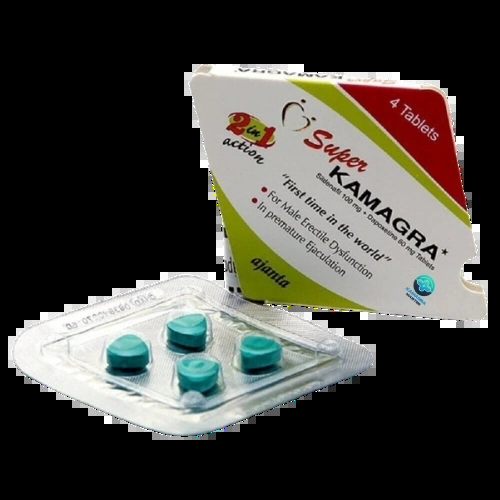 4 Tablets
2 in 1
action
Super
KAMAGRA*
Sildenafil 100 mg + Dapoxetine 60 mg Tablets
"First time in the world"
• For Male Erectile Dysfunction
• In premature Ejaculation
ajanta